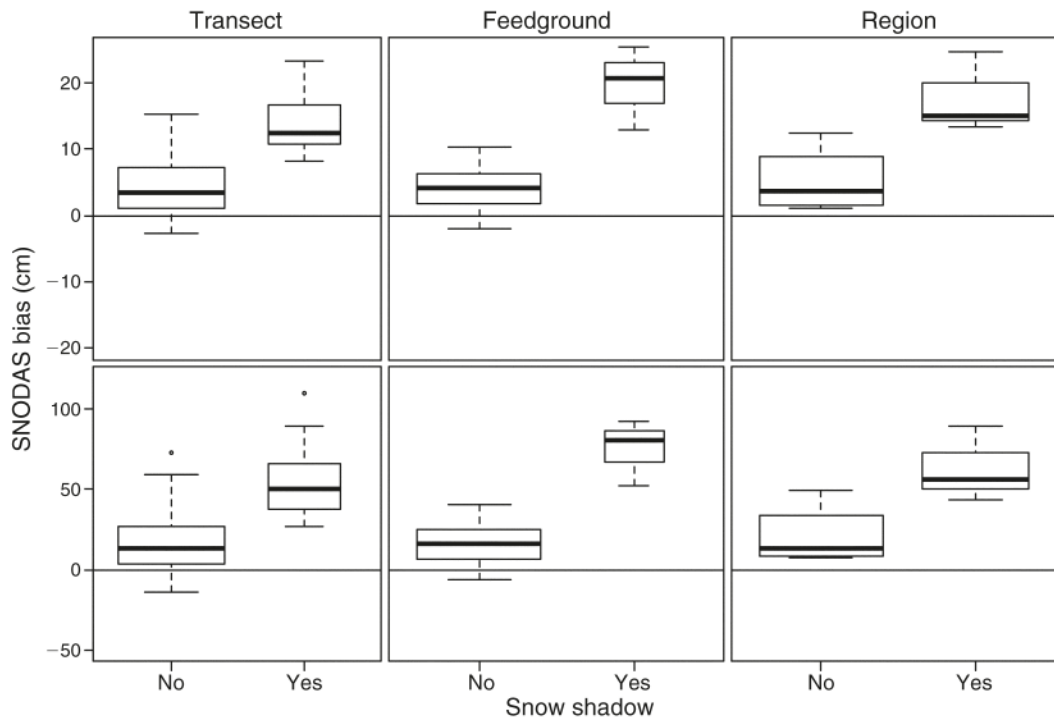 Transect Feedground Region
20
10
0
−10
−20
SNODAS bias (cm)
100
50
0
−50
No Yes No Yes No Yes
Snow shadow